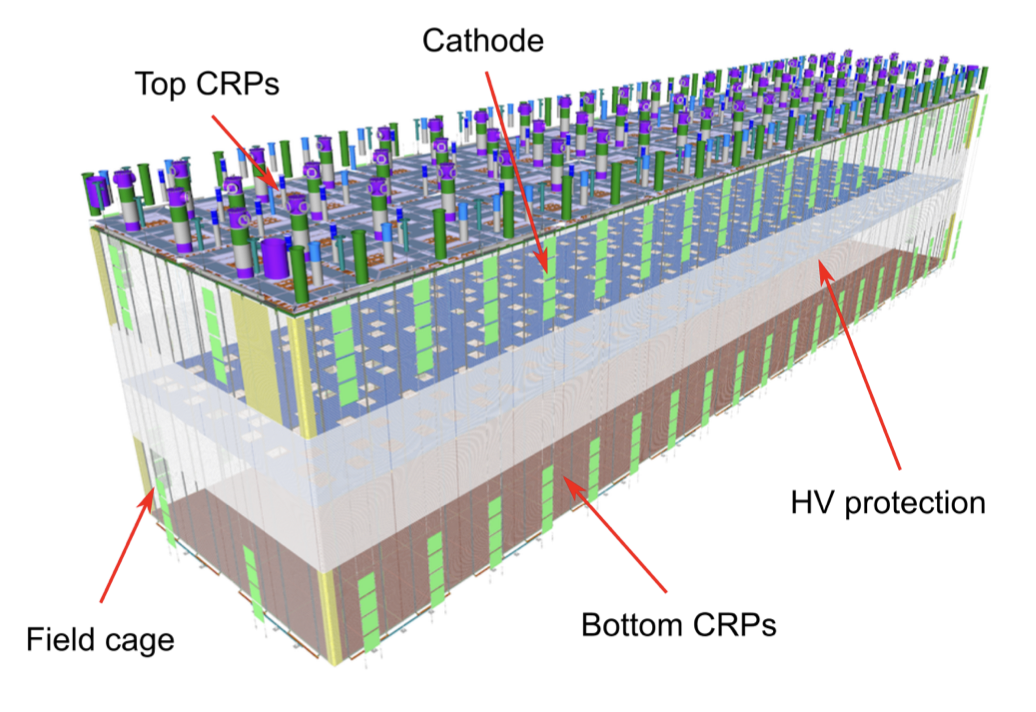 Cathode
Top CRPs
HV protection
Bottom CRPs
Field cage